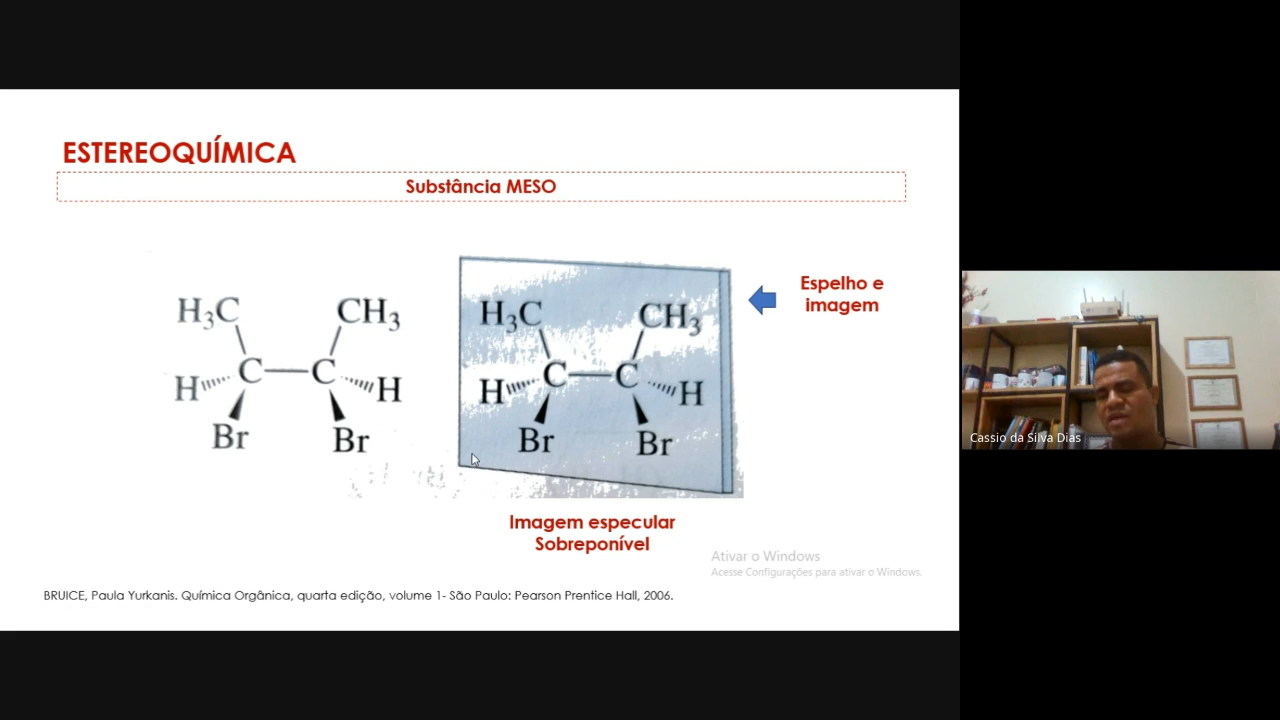 ESTEREOQUÍMICA
Substância MESO
H₃C CH₃
C C
H H
Br Br
H₃C CH₃
C C
H H
Br Br
Espelho e
imagem
Imagem especular
Sobreponível
Ativar o Windows
Acesse Configurações para ativar o Windows.
BRUICE, Paula Yurkanis. Química Orgânica, quarta edição, volume 1- São Paulo: Pearson Prentice Hall, 2006.
Cassio da Silva Dias